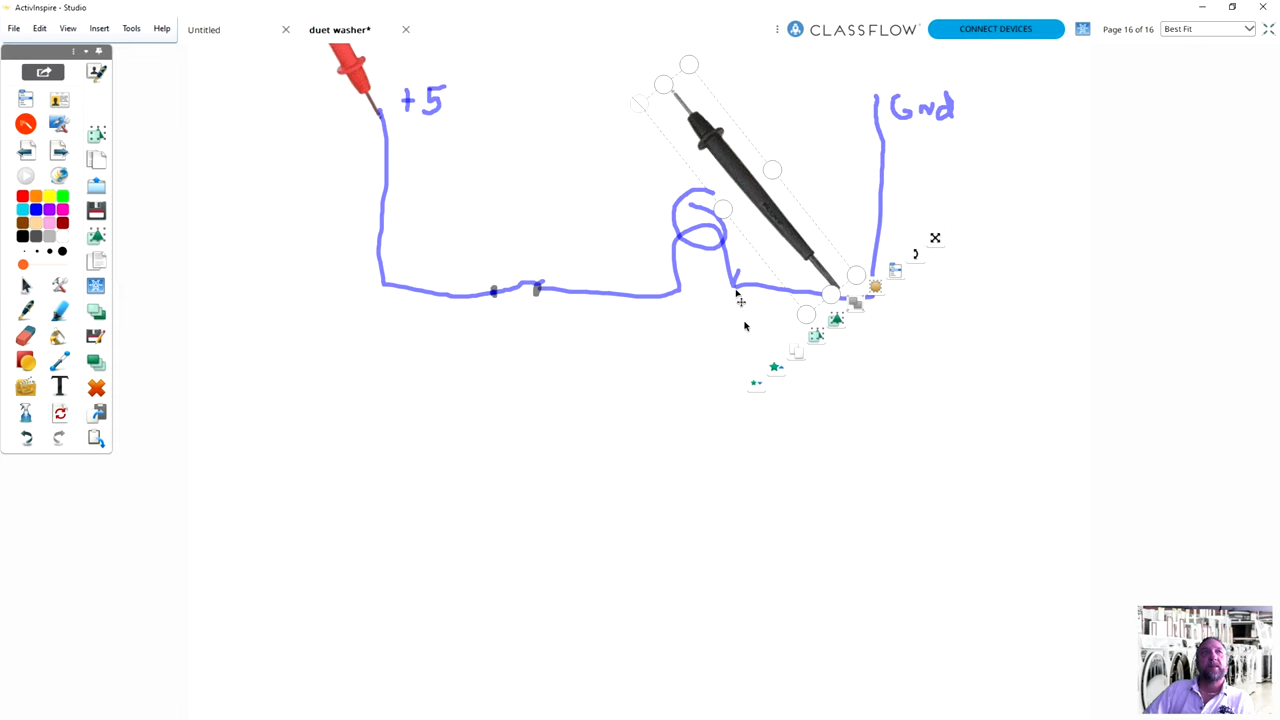 ActivInspire - Studio
File Edit View Insert Tools Help
Untitled
duet washer*
CLASSFLOW
CONNECT DEVICES
Page 16 of 16
Best Fit
+5
Gnd
T